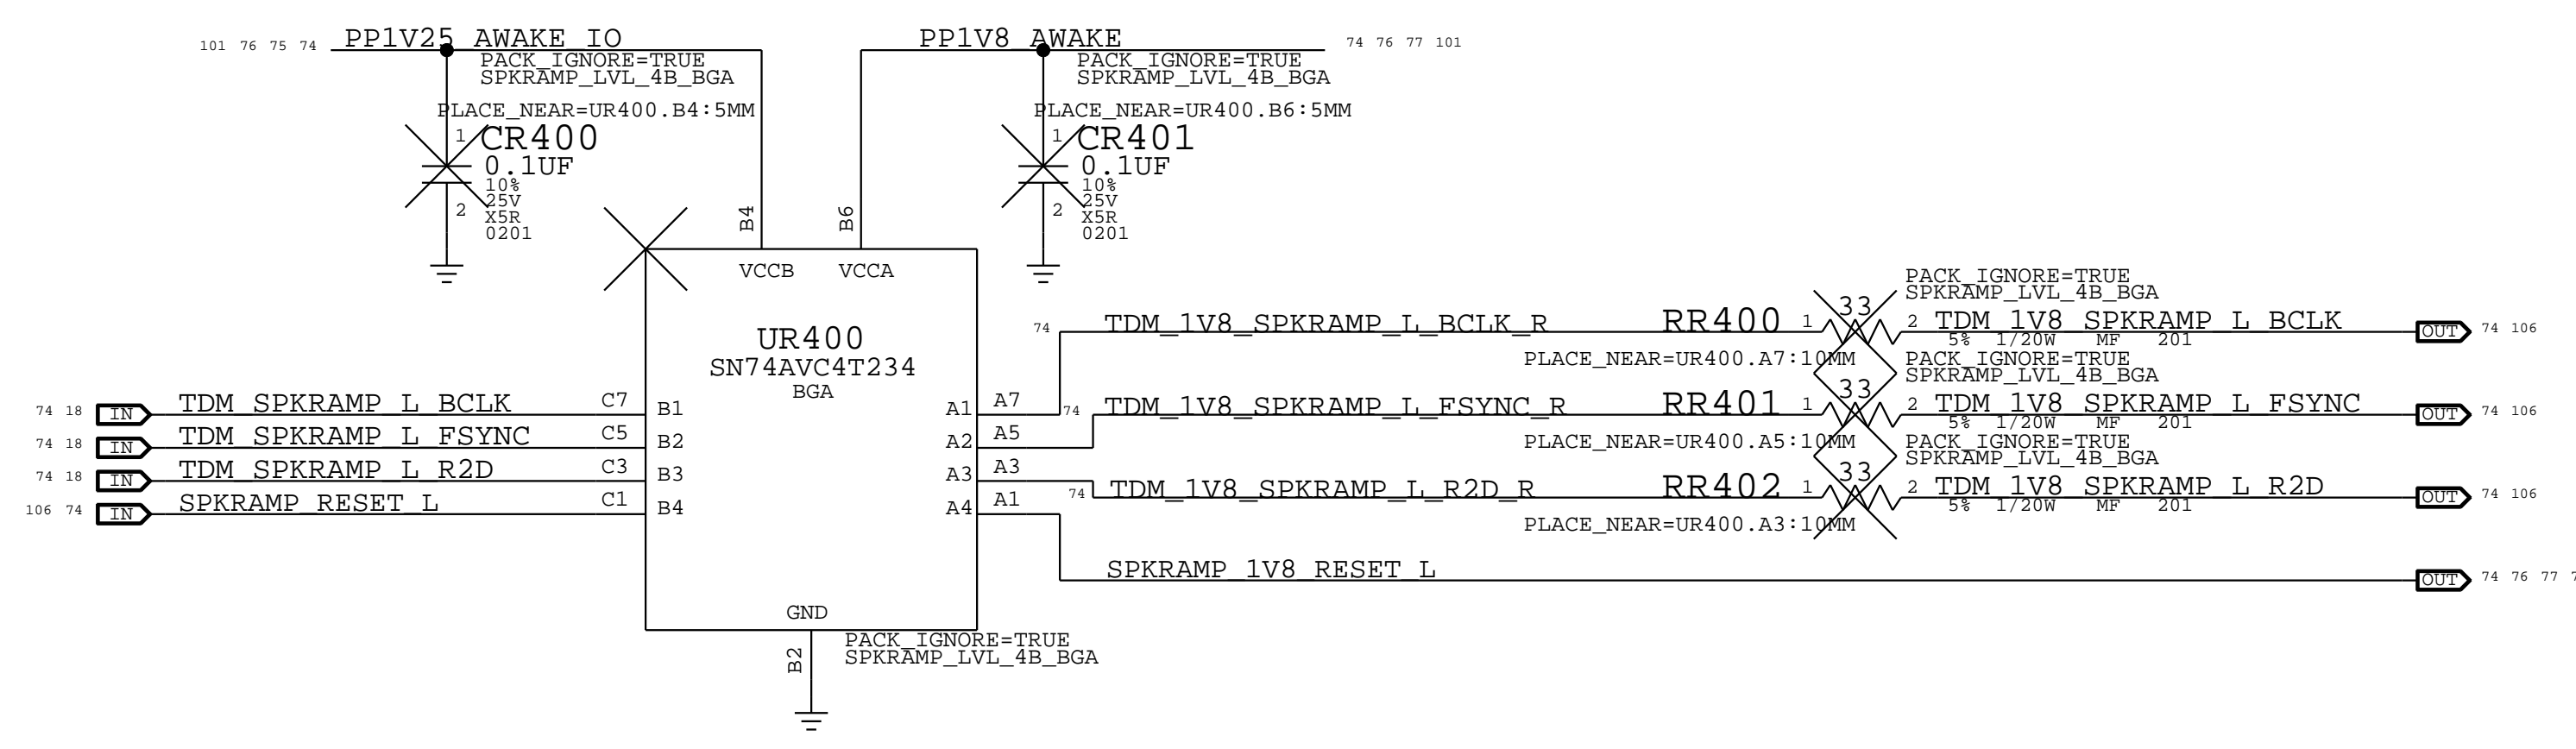 101 76 75 74 PP1V25_AWAKE_IO
PACK_IGNORE=TRUE
SPKRAMP_LVL_4B_BGA
PLACE_NEAR=UR400.B4:5MM
1 CR400
0.1UF
10%
25V
2 X5R
0201
PP1V8_AWAKE 74 76 77 101
PACK_IGNORE=TRUE
SPKRAMP_LVL_4B_BGA
PLACE_NEAR=UR400.B6:5MM
1 CR401
0.1UF
10%
25V
2 X5R
0201
B4
B6
VCCB VCCA
UR400
SN74AVC4T234
BGA
74 18 IN TDM_SPKRAMP_L_BCLK C7 B1
74 18 IN TDM_SPKRAMP_L_FSYNC C5 B2
74 18 IN TDM_SPKRAMP_L_R2D C3 B3
106 74 IN SPKRAMP_RESET_L C1 B4
A1 A7
A2 A5
A3 A3
A4 A1
GND
B2
PACK_IGNORE=TRUE
SPKRAMP_LVL_4B_BGA
PACK_IGNORE=TRUE
SPKRAMP_LVL_4B_BGA
74 TDM_1V8_SPKRAMP_L_BCLK_R RR400 1 33 2 TDM_1V8_SPKRAMP_L_BCLK OUT 74 106
5% 1/20W MF 201
PLACE_NEAR=UR400.A7:10MM
PACK_IGNORE=TRUE
SPKRAMP_LVL_4B_BGA
74 TDM_1V8_SPKRAMP_L_FSYNC_R RR401 1 33 2 TDM_1V8_SPKRAMP_L_FSYNC OUT 74 106
5% 1/20W MF 201
PLACE_NEAR=UR400.A5:10MM
PACK_IGNORE=TRUE
SPKRAMP_LVL_4B_BGA
74 TDM_1V8_SPKRAMP_L_R2D_R RR402 1 33 2 TDM_1V8_SPKRAMP_L_R2D OUT 74 106
5% 1/20W MF 201
PLACE_NEAR=UR400.A3:10MM
SPKRAMP_1V8_RESET_L OUT 74 76 77